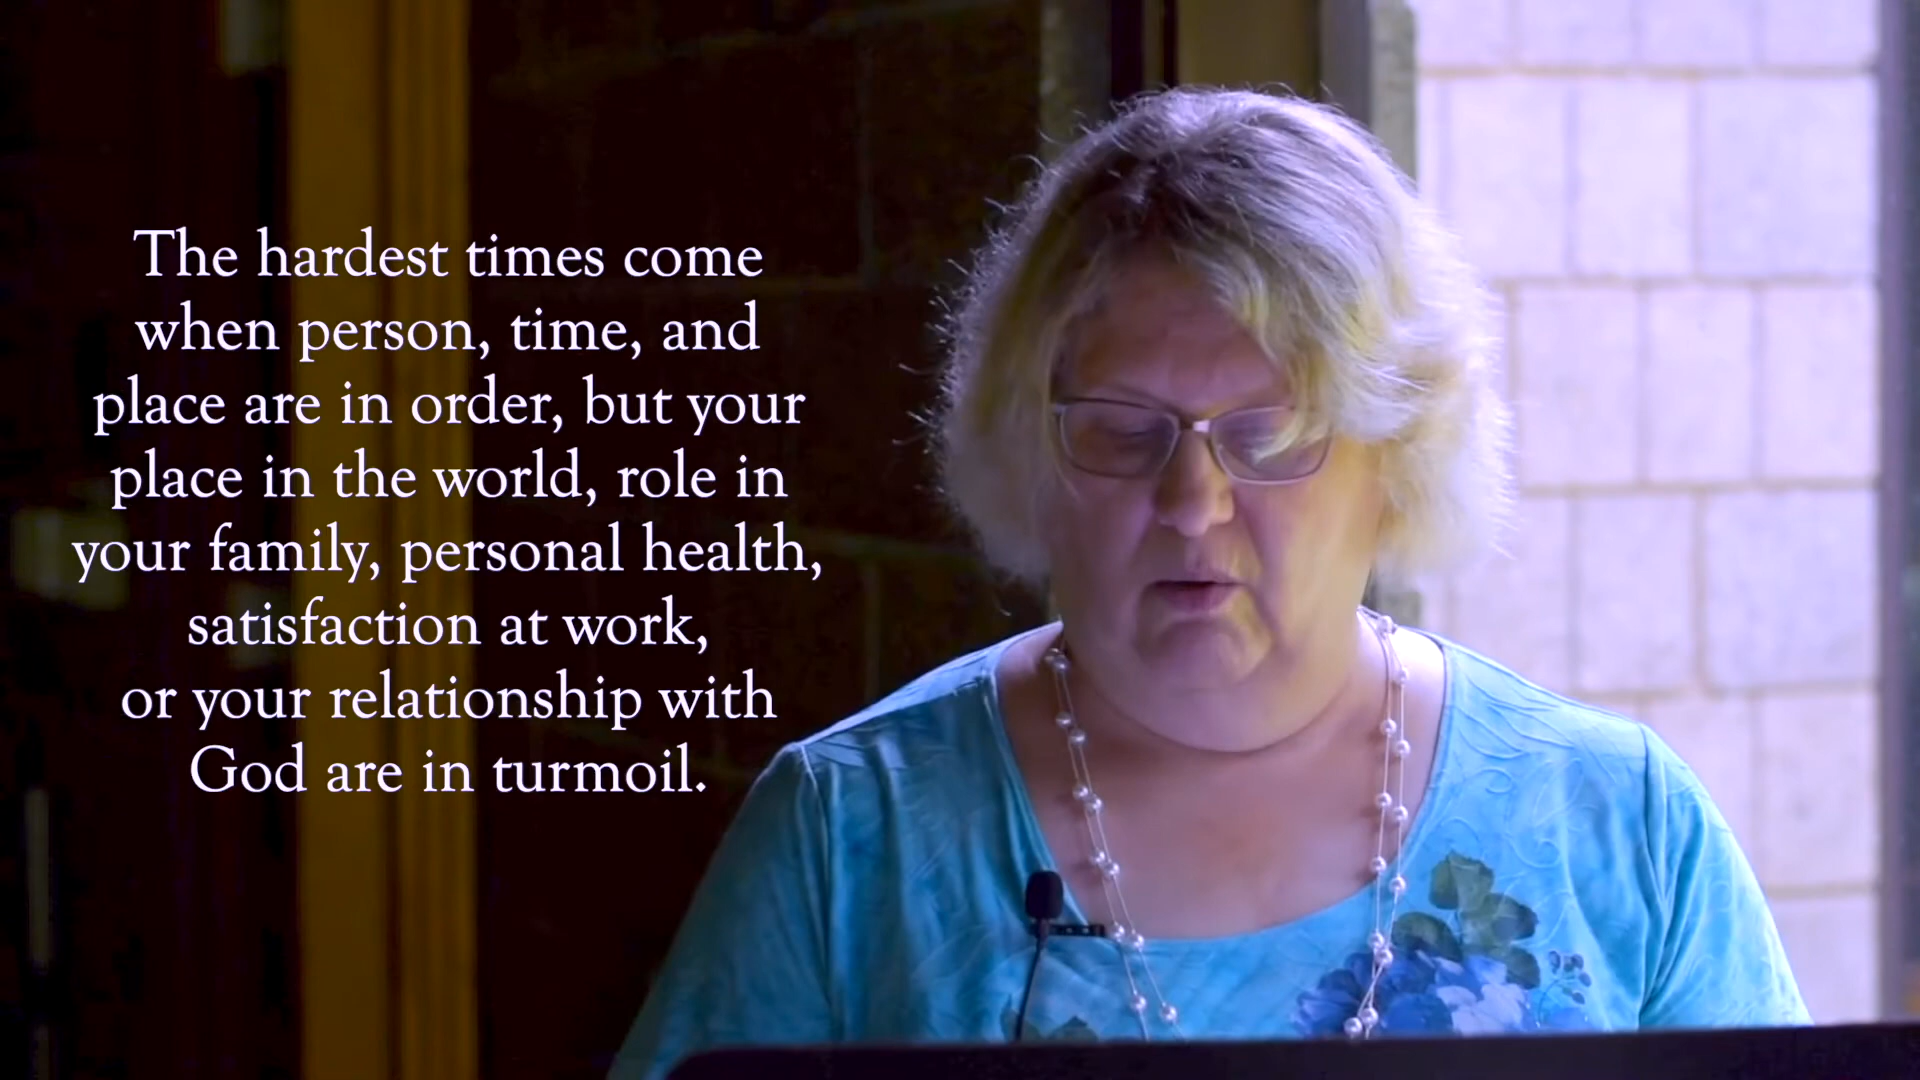 The hardest times come
when person, time, and
place are in order, but your
place in the world, role in
your family, personal health,
satisfaction at work,
or your relationship with
God are in turmoil.